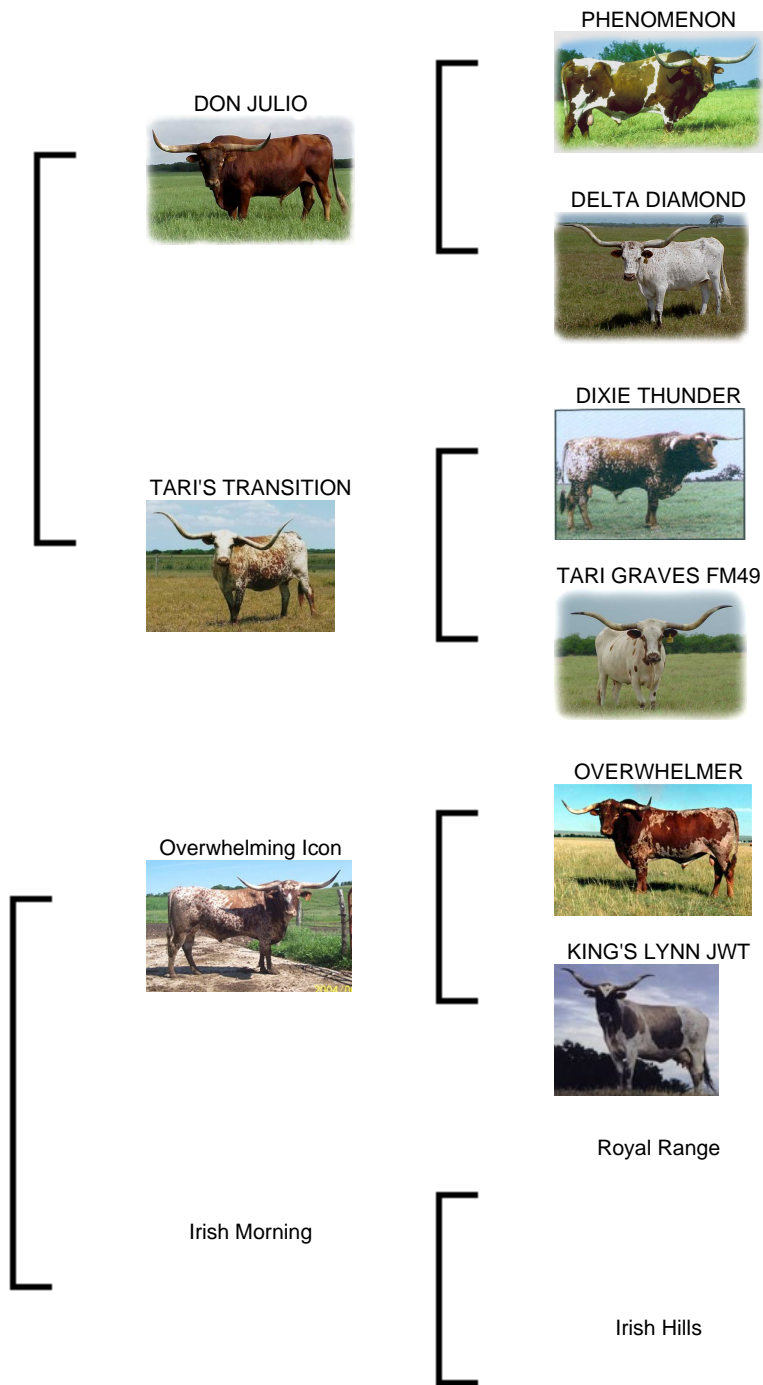 PHENOMENON
DON JULIO
DELTA DIAMOND
DIXIE THUNDER
TARI'S TRANSITION
TARI GRAVES FM49
OVERWHELMER
Overwhelming Icon
KING'S LYNN JWT
Royal Range
Irish Morning
Irish Hills